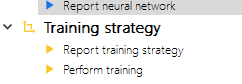 Report neural network
Training strategy
Report training strategy
Perform training